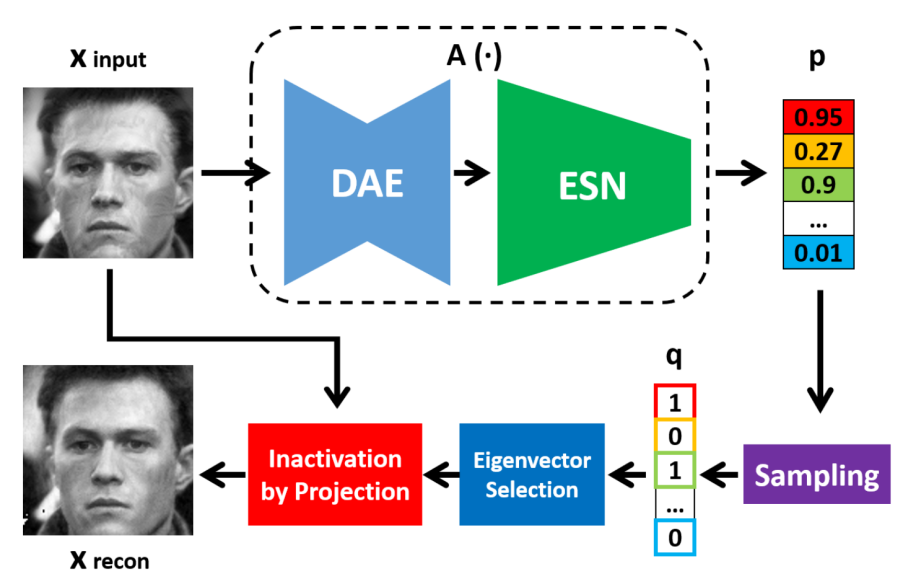 x input
A (·)
p
DAE
ESN
0.95
0.27
0.9
...
0.01
q
1
0
1
...
0
Inactivation
by Projection
Eigenvector
Selection
Sampling
x recon